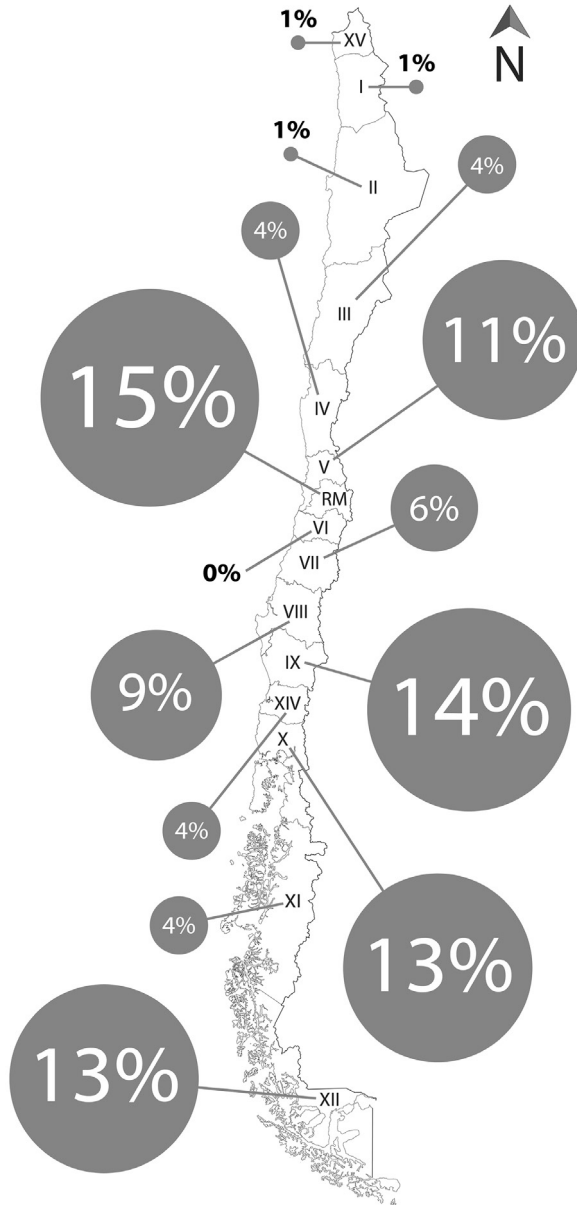 1%
XV
N
1%
I
1%
II
4%
4%
III
11%
15%
IV
V
RM
6%
VI
0%
VII
VIII
9%
IX
14%
XIV
X
4%
XI
4%
13%
13%
XII